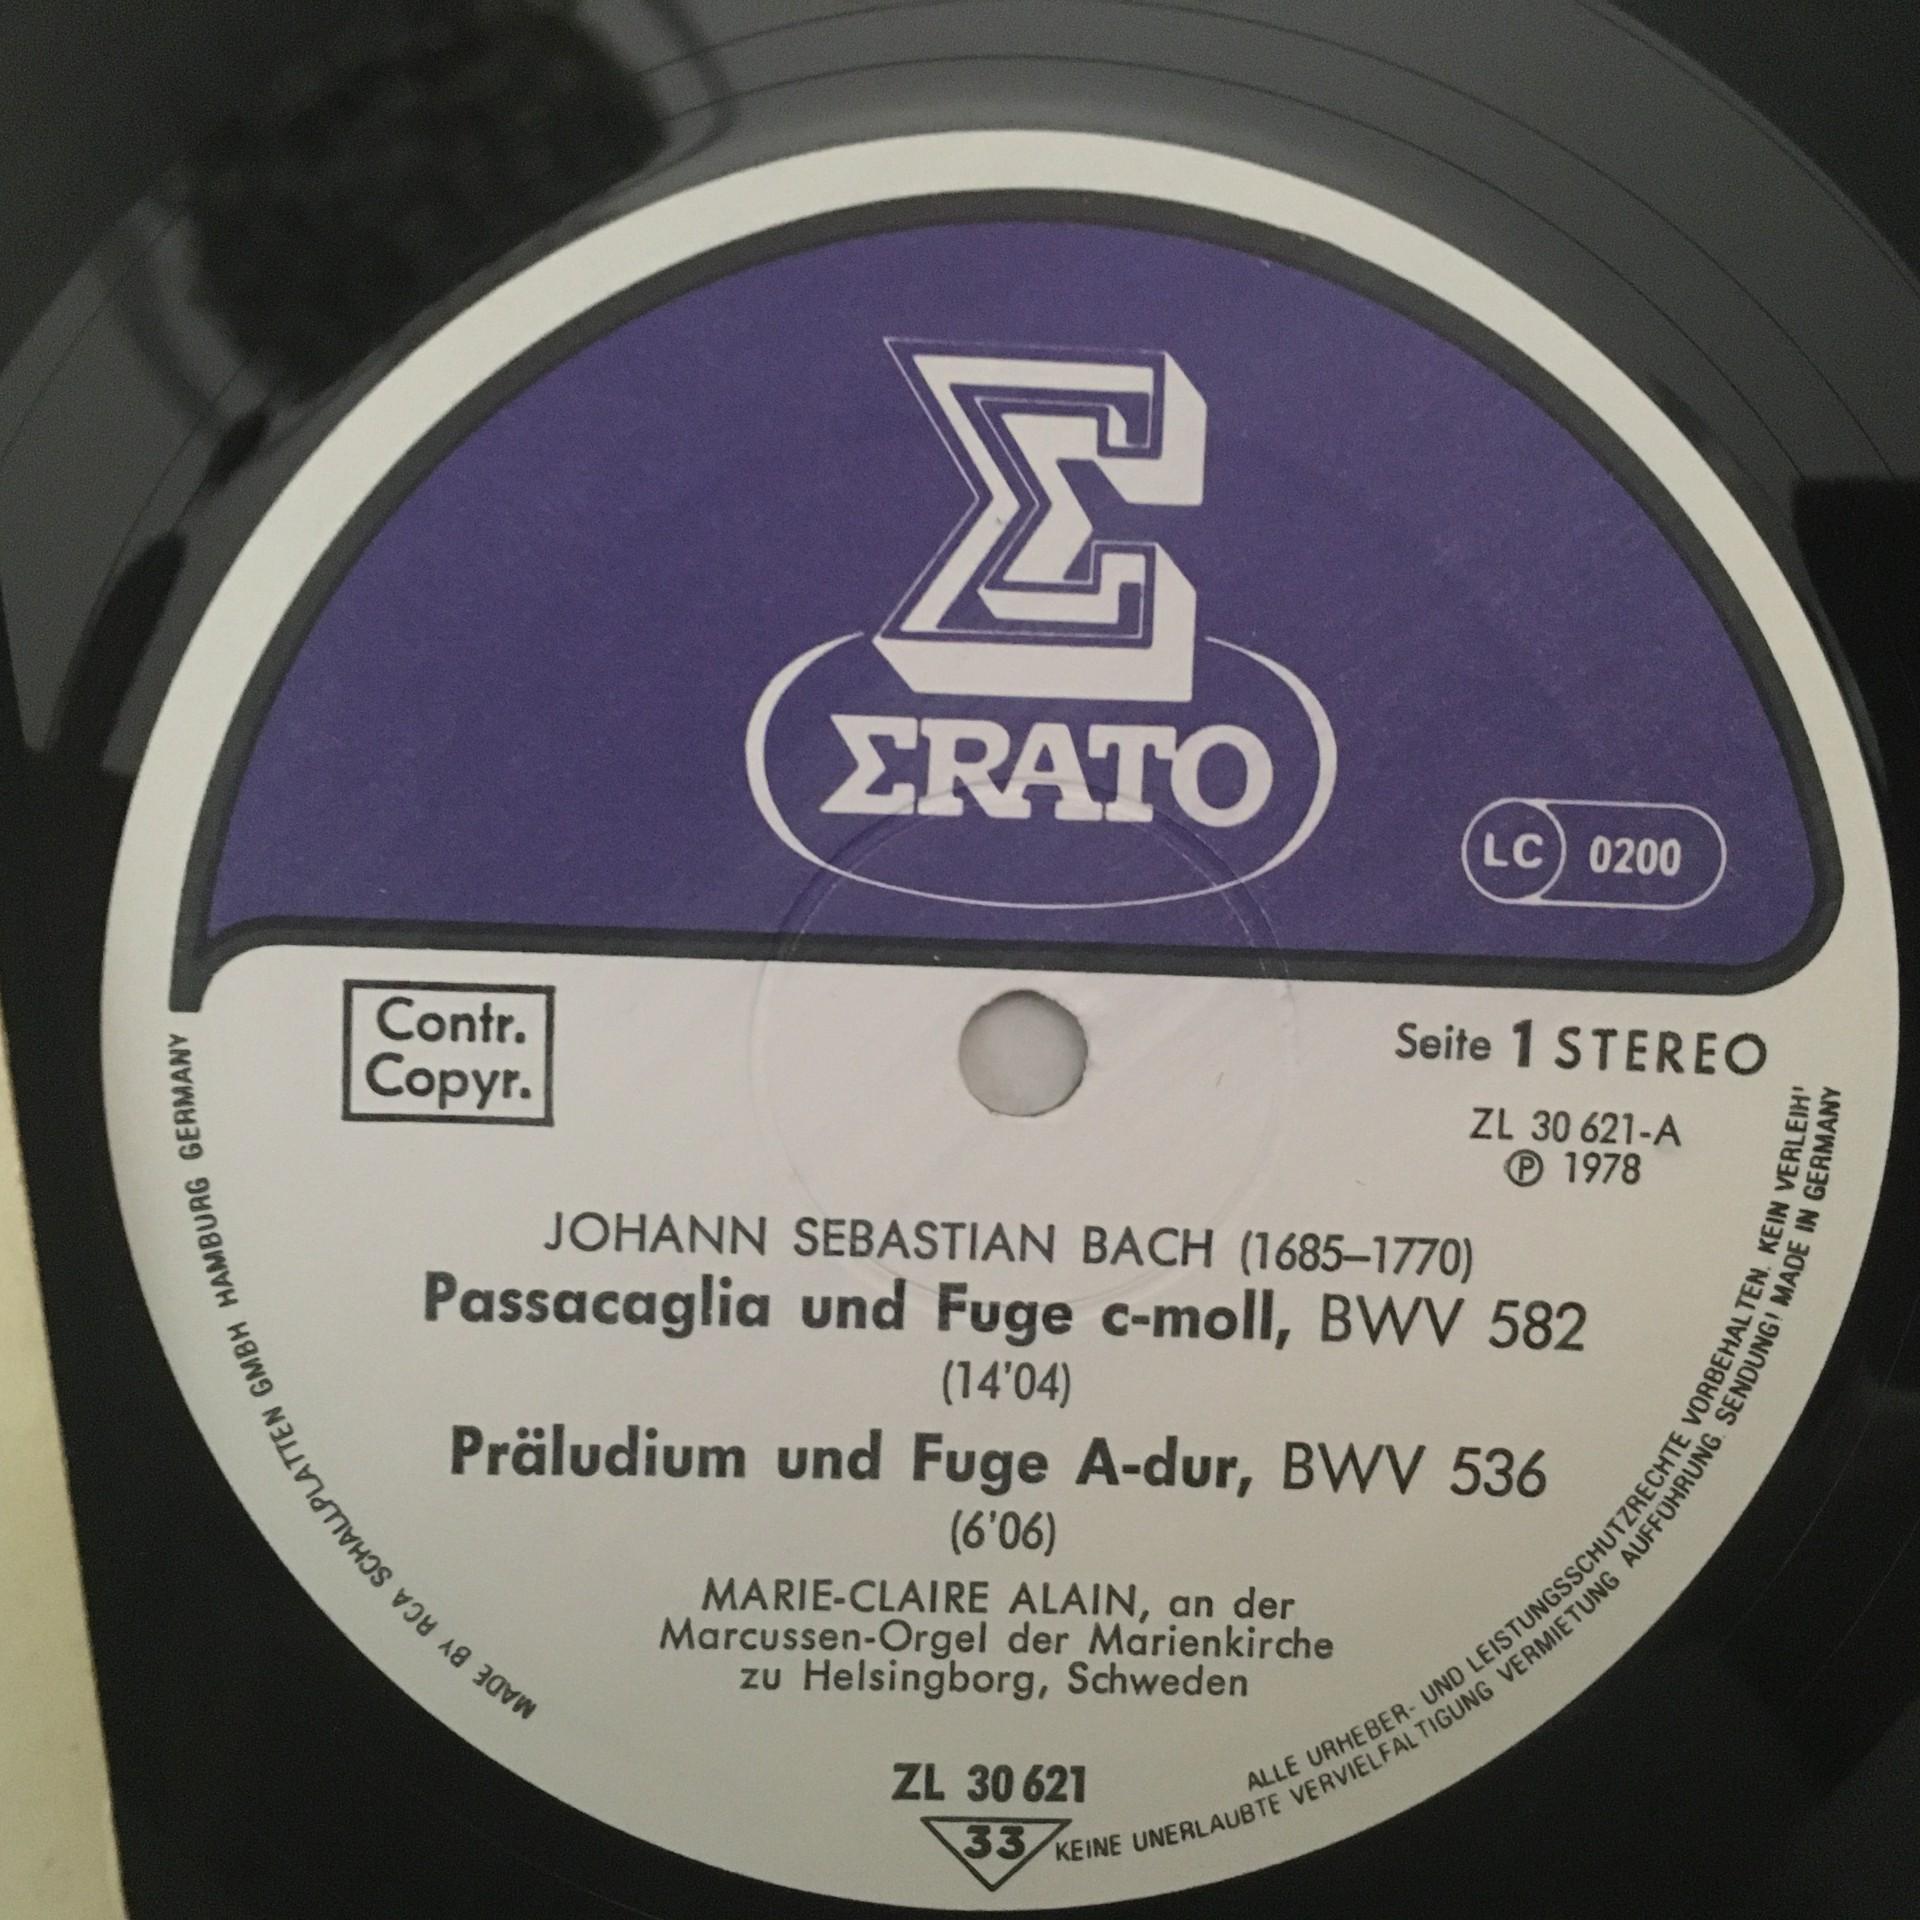 ΣRATO
LC 0200
Contr.
Copyr.
Seite 1 STEREO
ZL 30 621-A
℗ 1978
JOHANN SEBASTIAN BACH (1685–1770)
Passacaglia und Fuge c-moll, BWV 582
(14'04)
Präludium und Fuge A-dur, BWV 536
(6'06)
MARIE-CLAIRE ALAIN, an der
Marcussen-Orgel der Marienkirche
zu Helsingborg, Schweden
ZL 30 621
33
MADE BY RCA SCHALLPLATTEN GMBH HAMBURG GERMANY
ALLE URHEBER- UND LEISTUNGSSCHUTZRECHTE VORBEHALTEN. KEIN VERLEIH'
KEINE UNERLAUBTE VERVIELFALTIGUNG VERMIETUNG AUFFÜHRUNG. SENDUNG! MADE IN GERMANY